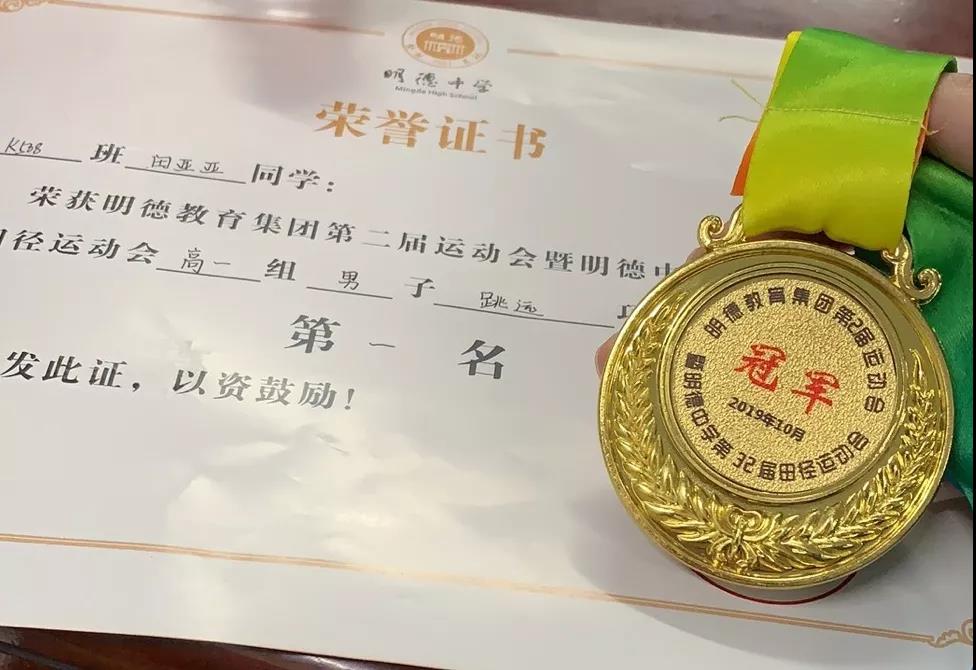 明德中学
Mingde High School
荣誉证书
K1313 班 闵亚亚 同学：
荣获明德教育集团第二届运动会暨明德中
径运动会 高一 组 男 子 跳远
第 一 名
发此证，以资鼓励！
明德教育集团第2届运动会
暨明德中学第32届田径运动会
冠军
2019年10月